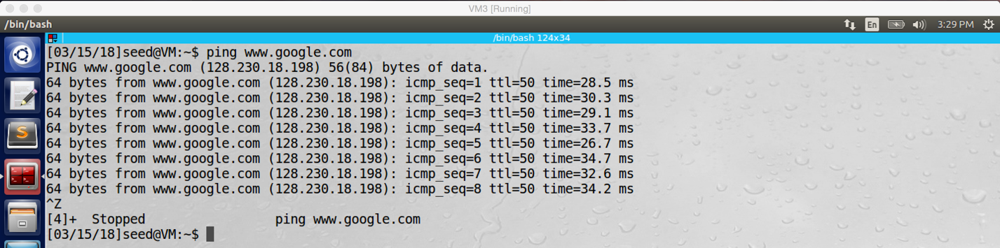 VM3 [Running]
/bin/bash En 3:29 PM
/bin/bash 124x34
[03/15/18]seed@VM:~$ ping www.google.com
PING www.google.com (128.230.18.198) 56(84) bytes of data.
64 bytes from www.google.com (128.230.18.198): icmp_seq=1 ttl=50 time=28.5 ms
64 bytes from www.google.com (128.230.18.198): icmp_seq=2 ttl=50 time=30.3 ms
64 bytes from www.google.com (128.230.18.198): icmp_seq=3 ttl=50 time=29.1 ms
64 bytes from www.google.com (128.230.18.198): icmp_seq=4 ttl=50 time=33.7 ms
64 bytes from www.google.com (128.230.18.198): icmp_seq=5 ttl=50 time=26.7 ms
64 bytes from www.google.com (128.230.18.198): icmp_seq=6 ttl=50 time=34.7 ms
64 bytes from www.google.com (128.230.18.198): icmp_seq=7 ttl=50 time=32.6 ms
64 bytes from www.google.com (128.230.18.198): icmp_seq=8 ttl=50 time=34.2 ms
^Z
[4]+  Stopped                 ping www.google.com
[03/15/18]seed@VM:~$